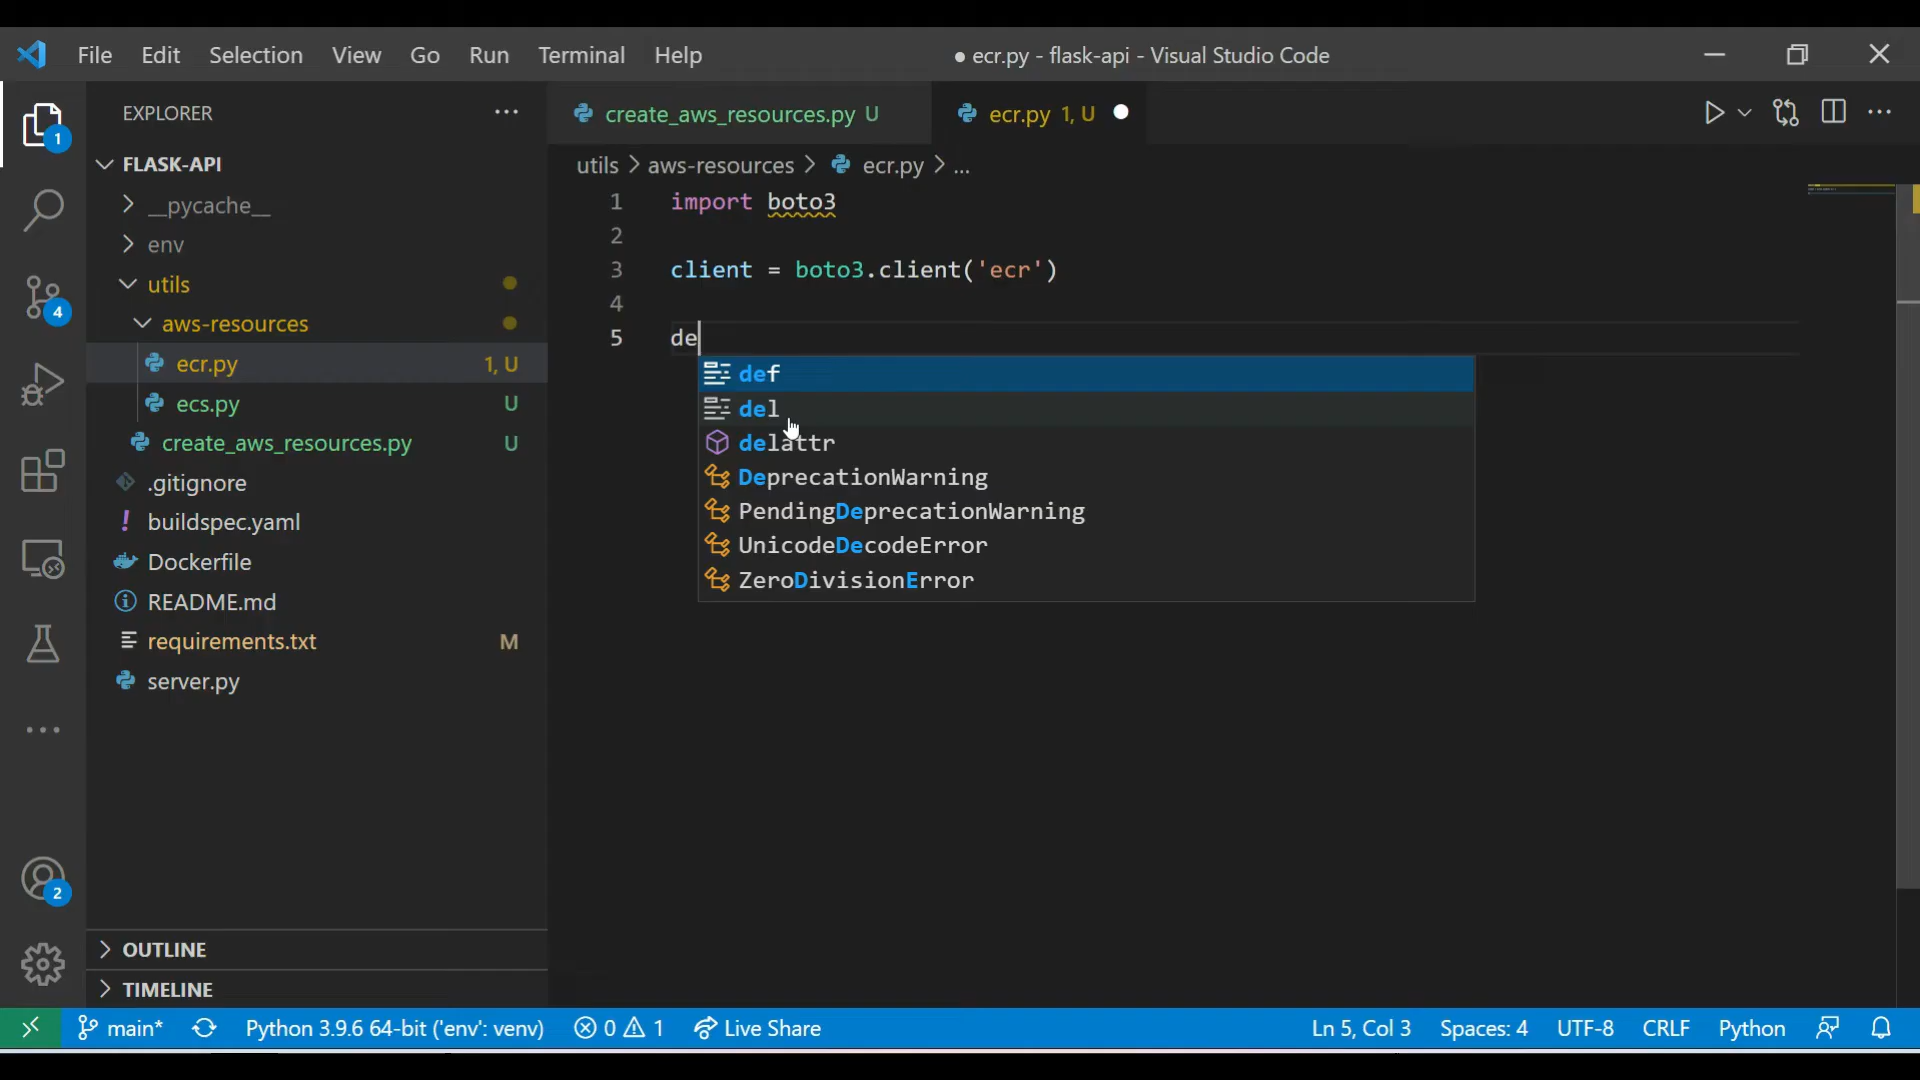 File Edit Selection View Go Run Terminal Help ● ecr.py - flask-api - Visual Studio Code
EXPLORER ···
create_aws_resources.py U
ecr.py 1, U
FLASK-API
utils > aws-resources > ecr.py > ...
__pycache__
env
utils
aws-resources
ecr.py 1, U
ecs.py U
create_aws_resources.py U
.gitignore
buildspec.yaml
Dockerfile
README.md
requirements.txt M
server.py
OUTLINE
TIMELINE
1
4
2
1 import boto3
2
3 client = boto3.client('ecr')
4
5 de
def
del
delattr
DeprecationWarning
PendingDeprecationWarning
UnicodeDecodeError
ZeroDivisionError
main* Python 3.9.6 64-bit ('env': venv) 0 1 Live Share Ln 5, Col 3 Spaces: 4 UTF-8 CRLF Python